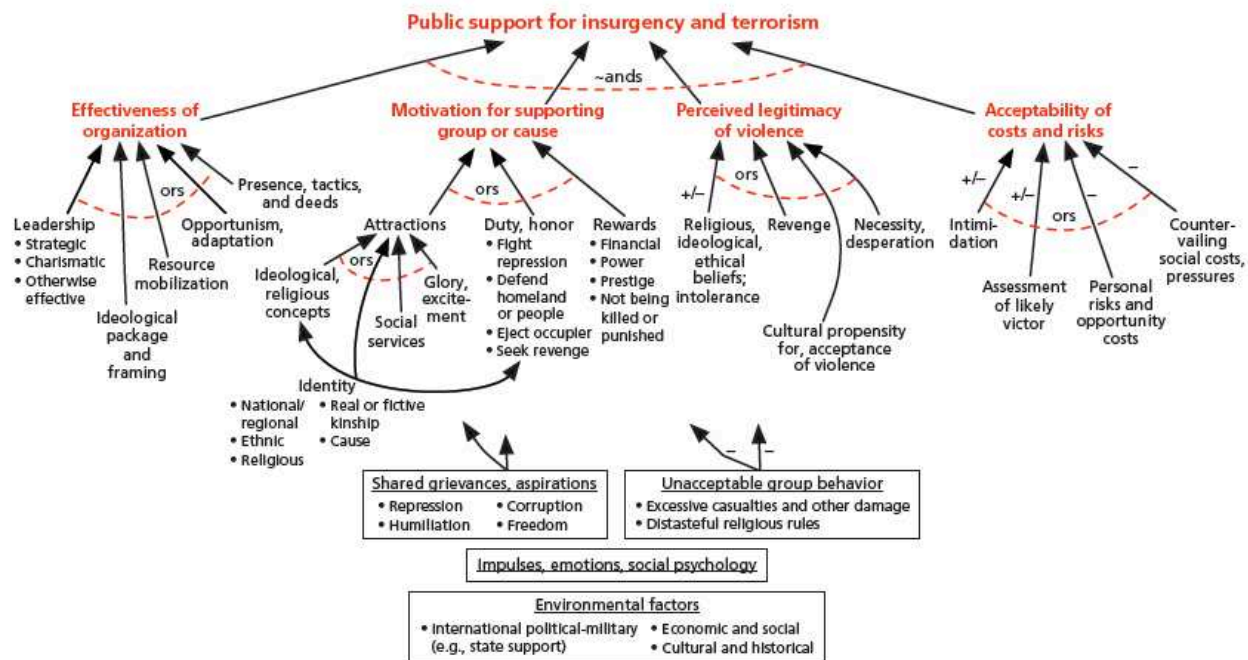 Public support for insurgency and terrorism
~ands
Effectiveness of
organization
Motivation for supporting
group or cause
Perceived legitimacy
of violence
Acceptability of
costs and risks
ors
Leadership
• Strategic
• Charismatic
• Otherwise
effective
Ideological
package
and
framing
Resource
mobilization
Opportunism,
adaptation
Presence, tactics,
and deeds
ors
Attractions
ors
Ideological,
religious
concepts
Social
services
Glory,
excite-
ment
Identity
• National/
regional
• Ethnic
• Religious
• Real or fictive
kinship
• Cause
Duty, honor
• Fight
repression
• Defend
homeland
or people
• Eject occupier
• Seek revenge
Rewards
• Financial
• Power
• Prestige
• Not being
killed or
punished
+/–
ors
Religious,
ideological,
ethical
beliefs;
intolerance
Revenge
Cultural propensity
for, acceptance
of violence
Necessity,
desperation
+/–
+/–
–
–
ors
Intimi-
dation
Assessment
of likely
victor
Personal
risks and
opportunity
costs
Counter-
vailing
social costs,
pressures
Shared grievances, aspirations
• Repression
• Humiliation
• Corruption
• Freedom
–
–
Unacceptable group behavior
• Excessive casualties and other damage
• Distasteful religious rules
Impulses, emotions, social psychology
Environmental factors
• International political-military
(e.g., state support)
• Economic and social
• Cultural and historical